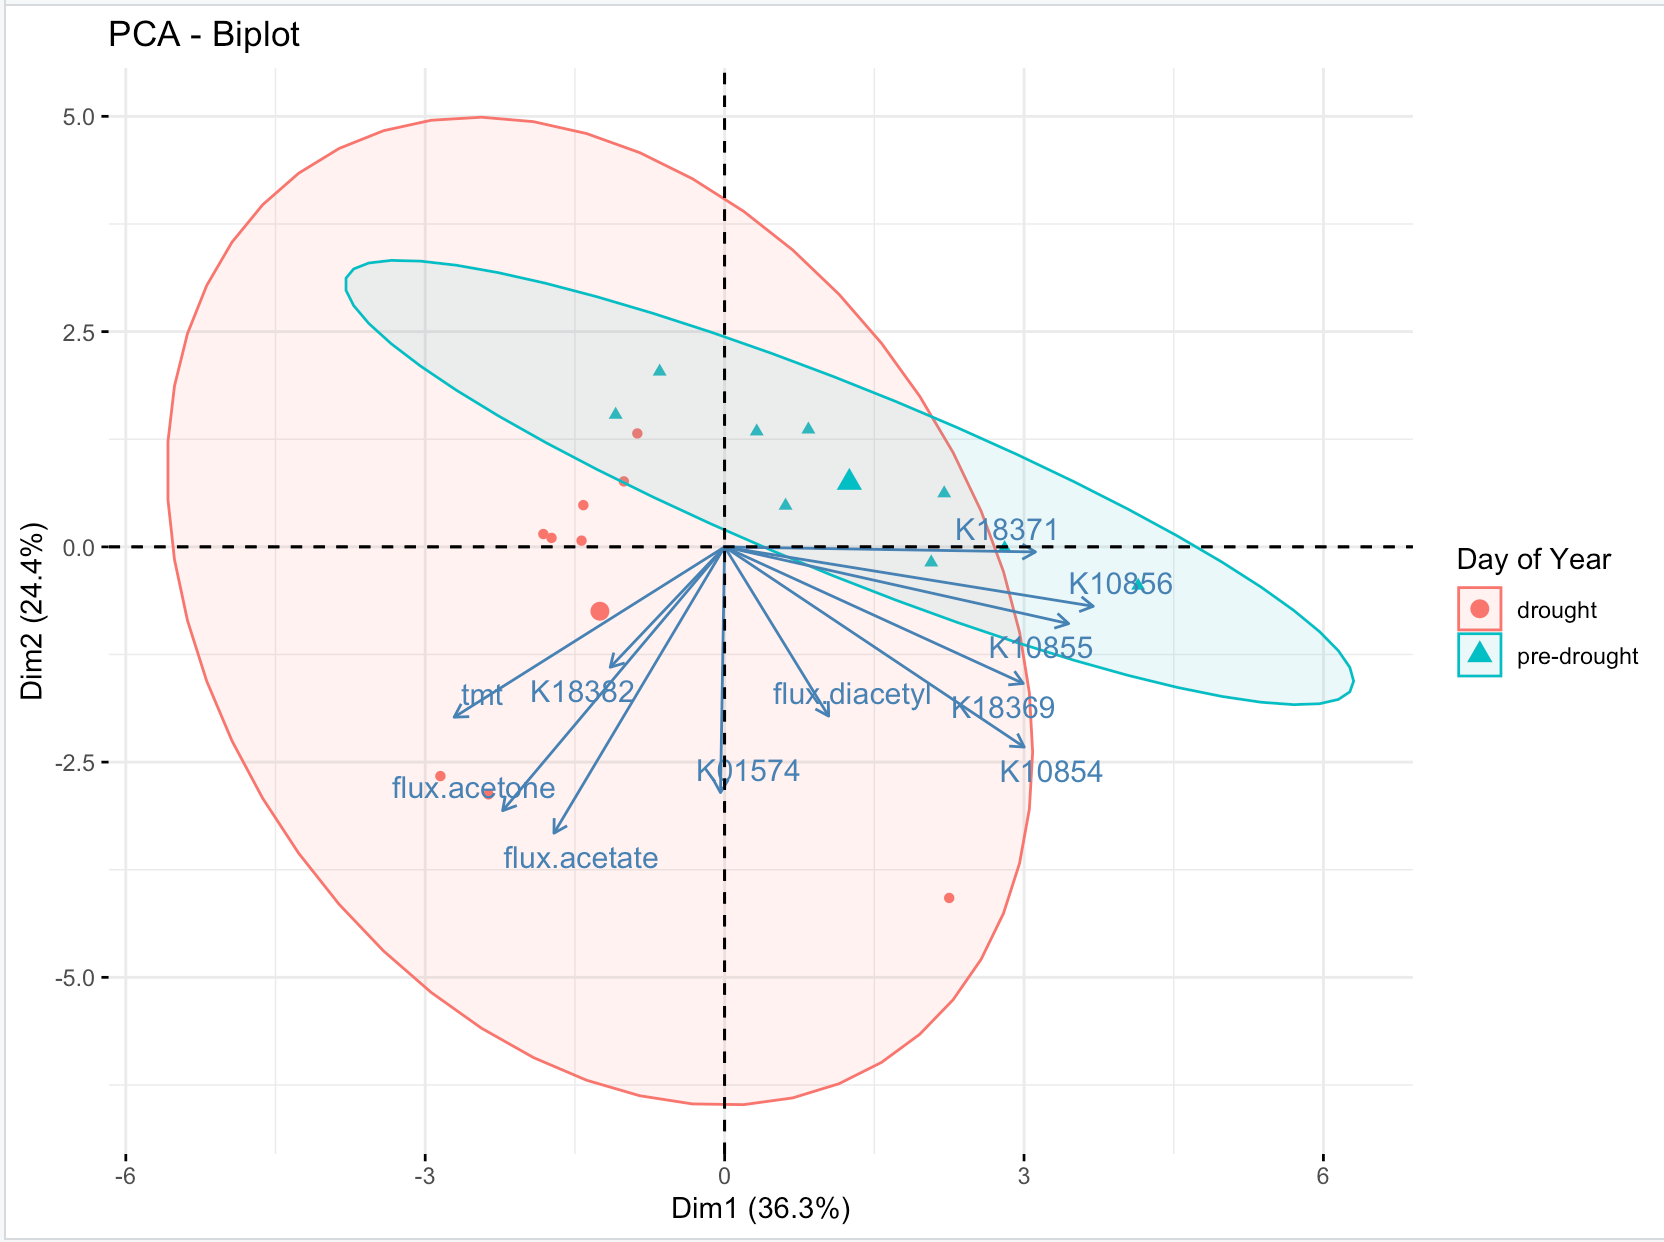 PCA - Biplot
5.0
2.5
0.0
-2.5
-5.0
Dim2 (24.4%)
K18371
K10856
K10855
tmt
K18382
flux.diacetyl
K18369
K01574
K10854
flux.acetone
flux.acetate
-6
-3
0
3
6
Dim1 (36.3%)
Day of Year
drought
pre-drought